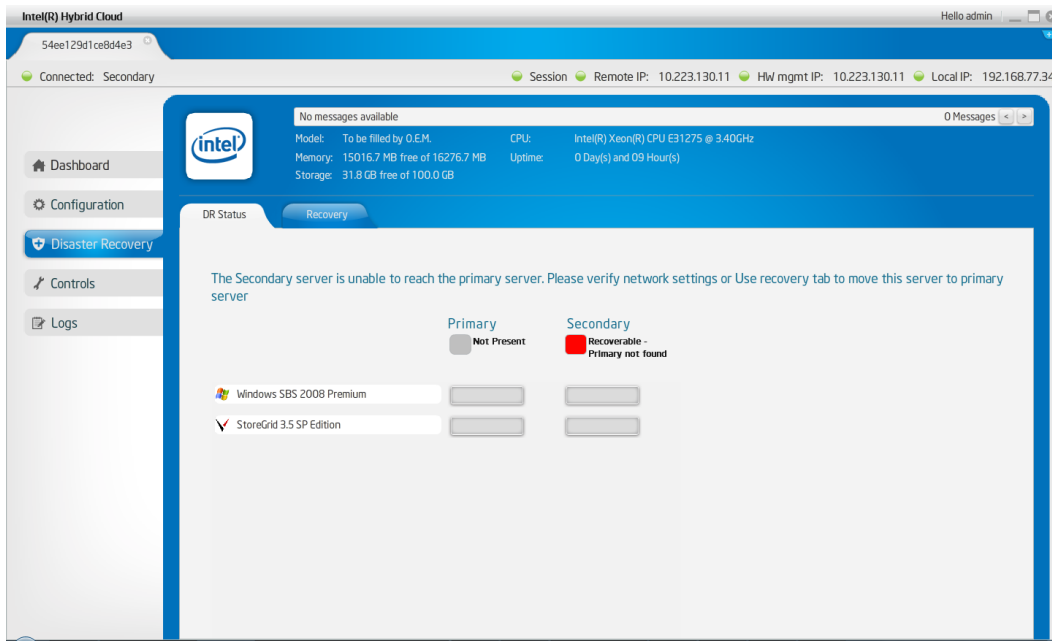 Intel(R) Hybrid Cloud
Hello admin
54ee129d1ce8d4e3
Connected: Secondary
Session
Remote IP: 10.223.130.11
HW mgmt IP: 10.223.130.11
Local IP: 192.168.77.34
No messages available
0 Messages < >
intel
Model: To be filled by O.E.M.
CPU: Intel(R) Xeon(R) CPU E31275 @ 3.40GHz
Memory: 15016.7 MB free of 16276.7 MB
Uptime: 0 Day(s) and 09 Hour(s)
Storage: 31.8 GB free of 100.0 GB
Dashboard
Configuration
Disaster Recovery
Controls
Logs
DR Status
Recovery
The Secondary server is unable to reach the primary server. Please verify network settings or Use recovery tab to move this server to primary
server
Primary
Not Present
Secondary
Recoverable -
Primary not found
Windows SBS 2008 Premium
StoreGrid 3.5 SP Edition